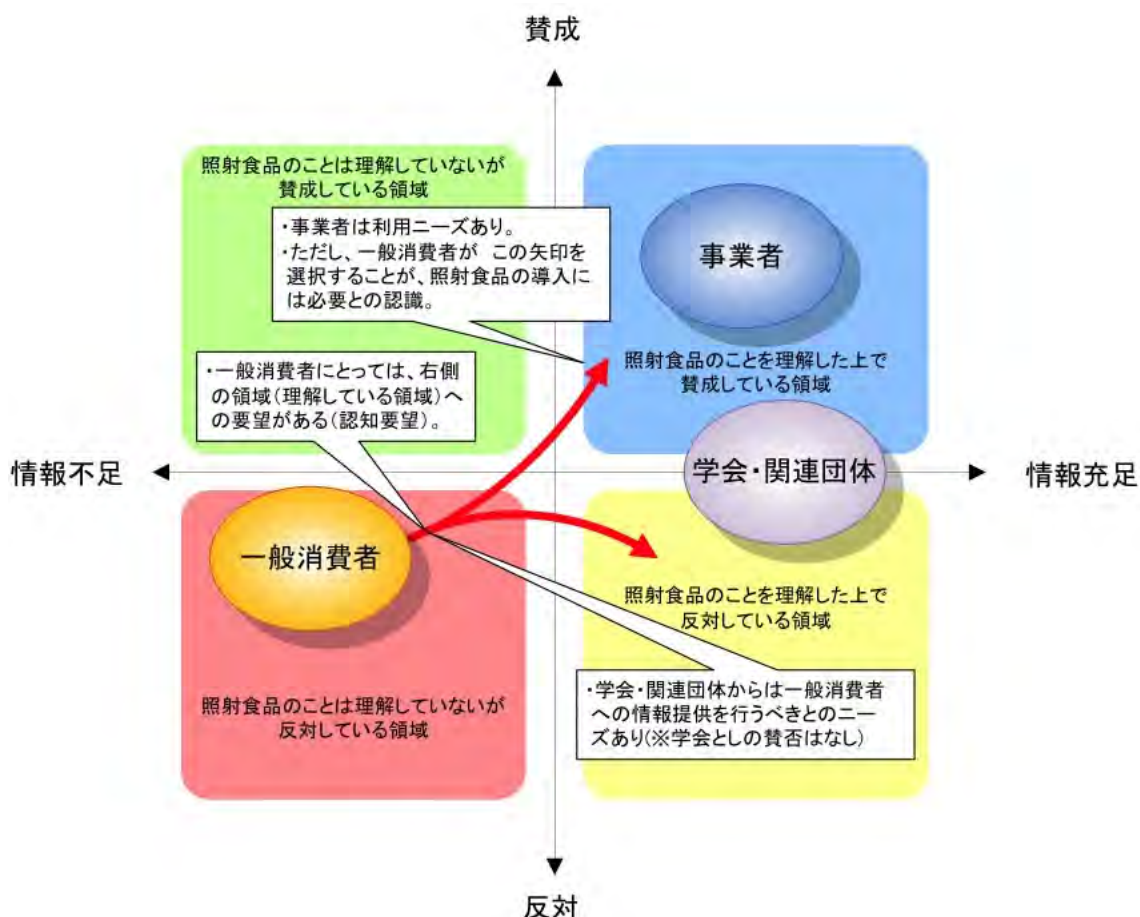 賛成
照射食品のことは理解していないが
賛成している領域
・事業者は利用ニーズあり。
・ただし、一般消費者が この矢印を
選択することが、照射食品の導入に
は必要との認識。
事業者
照射食品のことを理解した上で
賛成している領域
・一般消費者にとっては、右側
の領域(理解している領域)へ
の要望がある(認知要望)。
情報不足
学会・関連団体
情報充足
一般消費者
照射食品のことを理解した上で
反対している領域
照射食品のことは理解していないが
反対している領域
・学会・関連団体からは一般消費者
への情報提供を行うべきとのニー
ズあり(※学会としの賛否はなし)
反対